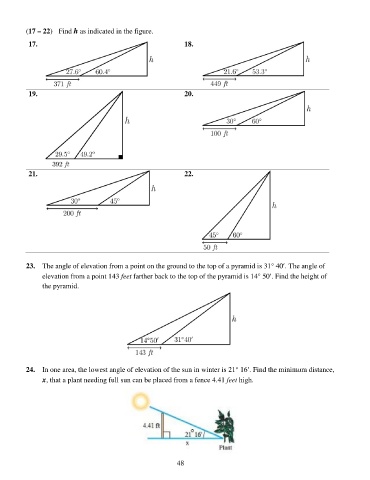 (17 – 22) Find h as indicated in the figure.
17.
18.
h
27.6° 60.4°
371 ft
h
21.6° 53.3°
449 ft
19.
20.
h
29.5° 49.2°
392 ft
h
30° 60°
100 ft
21.
22.
h
30° 45°
200 ft
h
45° 60°
50 ft
23. The angle of elevation from a point on the ground to the top of a pyramid is 31° 40'. The angle of
elevation from a point 143 feet farther back to the top of the pyramid is 14° 50'. Find the height of
the pyramid.
h
14°50' 31°40'
143 ft
24. In one area, the lowest angle of elevation of the sun in winter is 21° 16'. Find the minimum distance,
x, that a plant needing full sun can be placed from a fence 4.41 feet high.
4.41 ft
21°16'
x
Plant
48